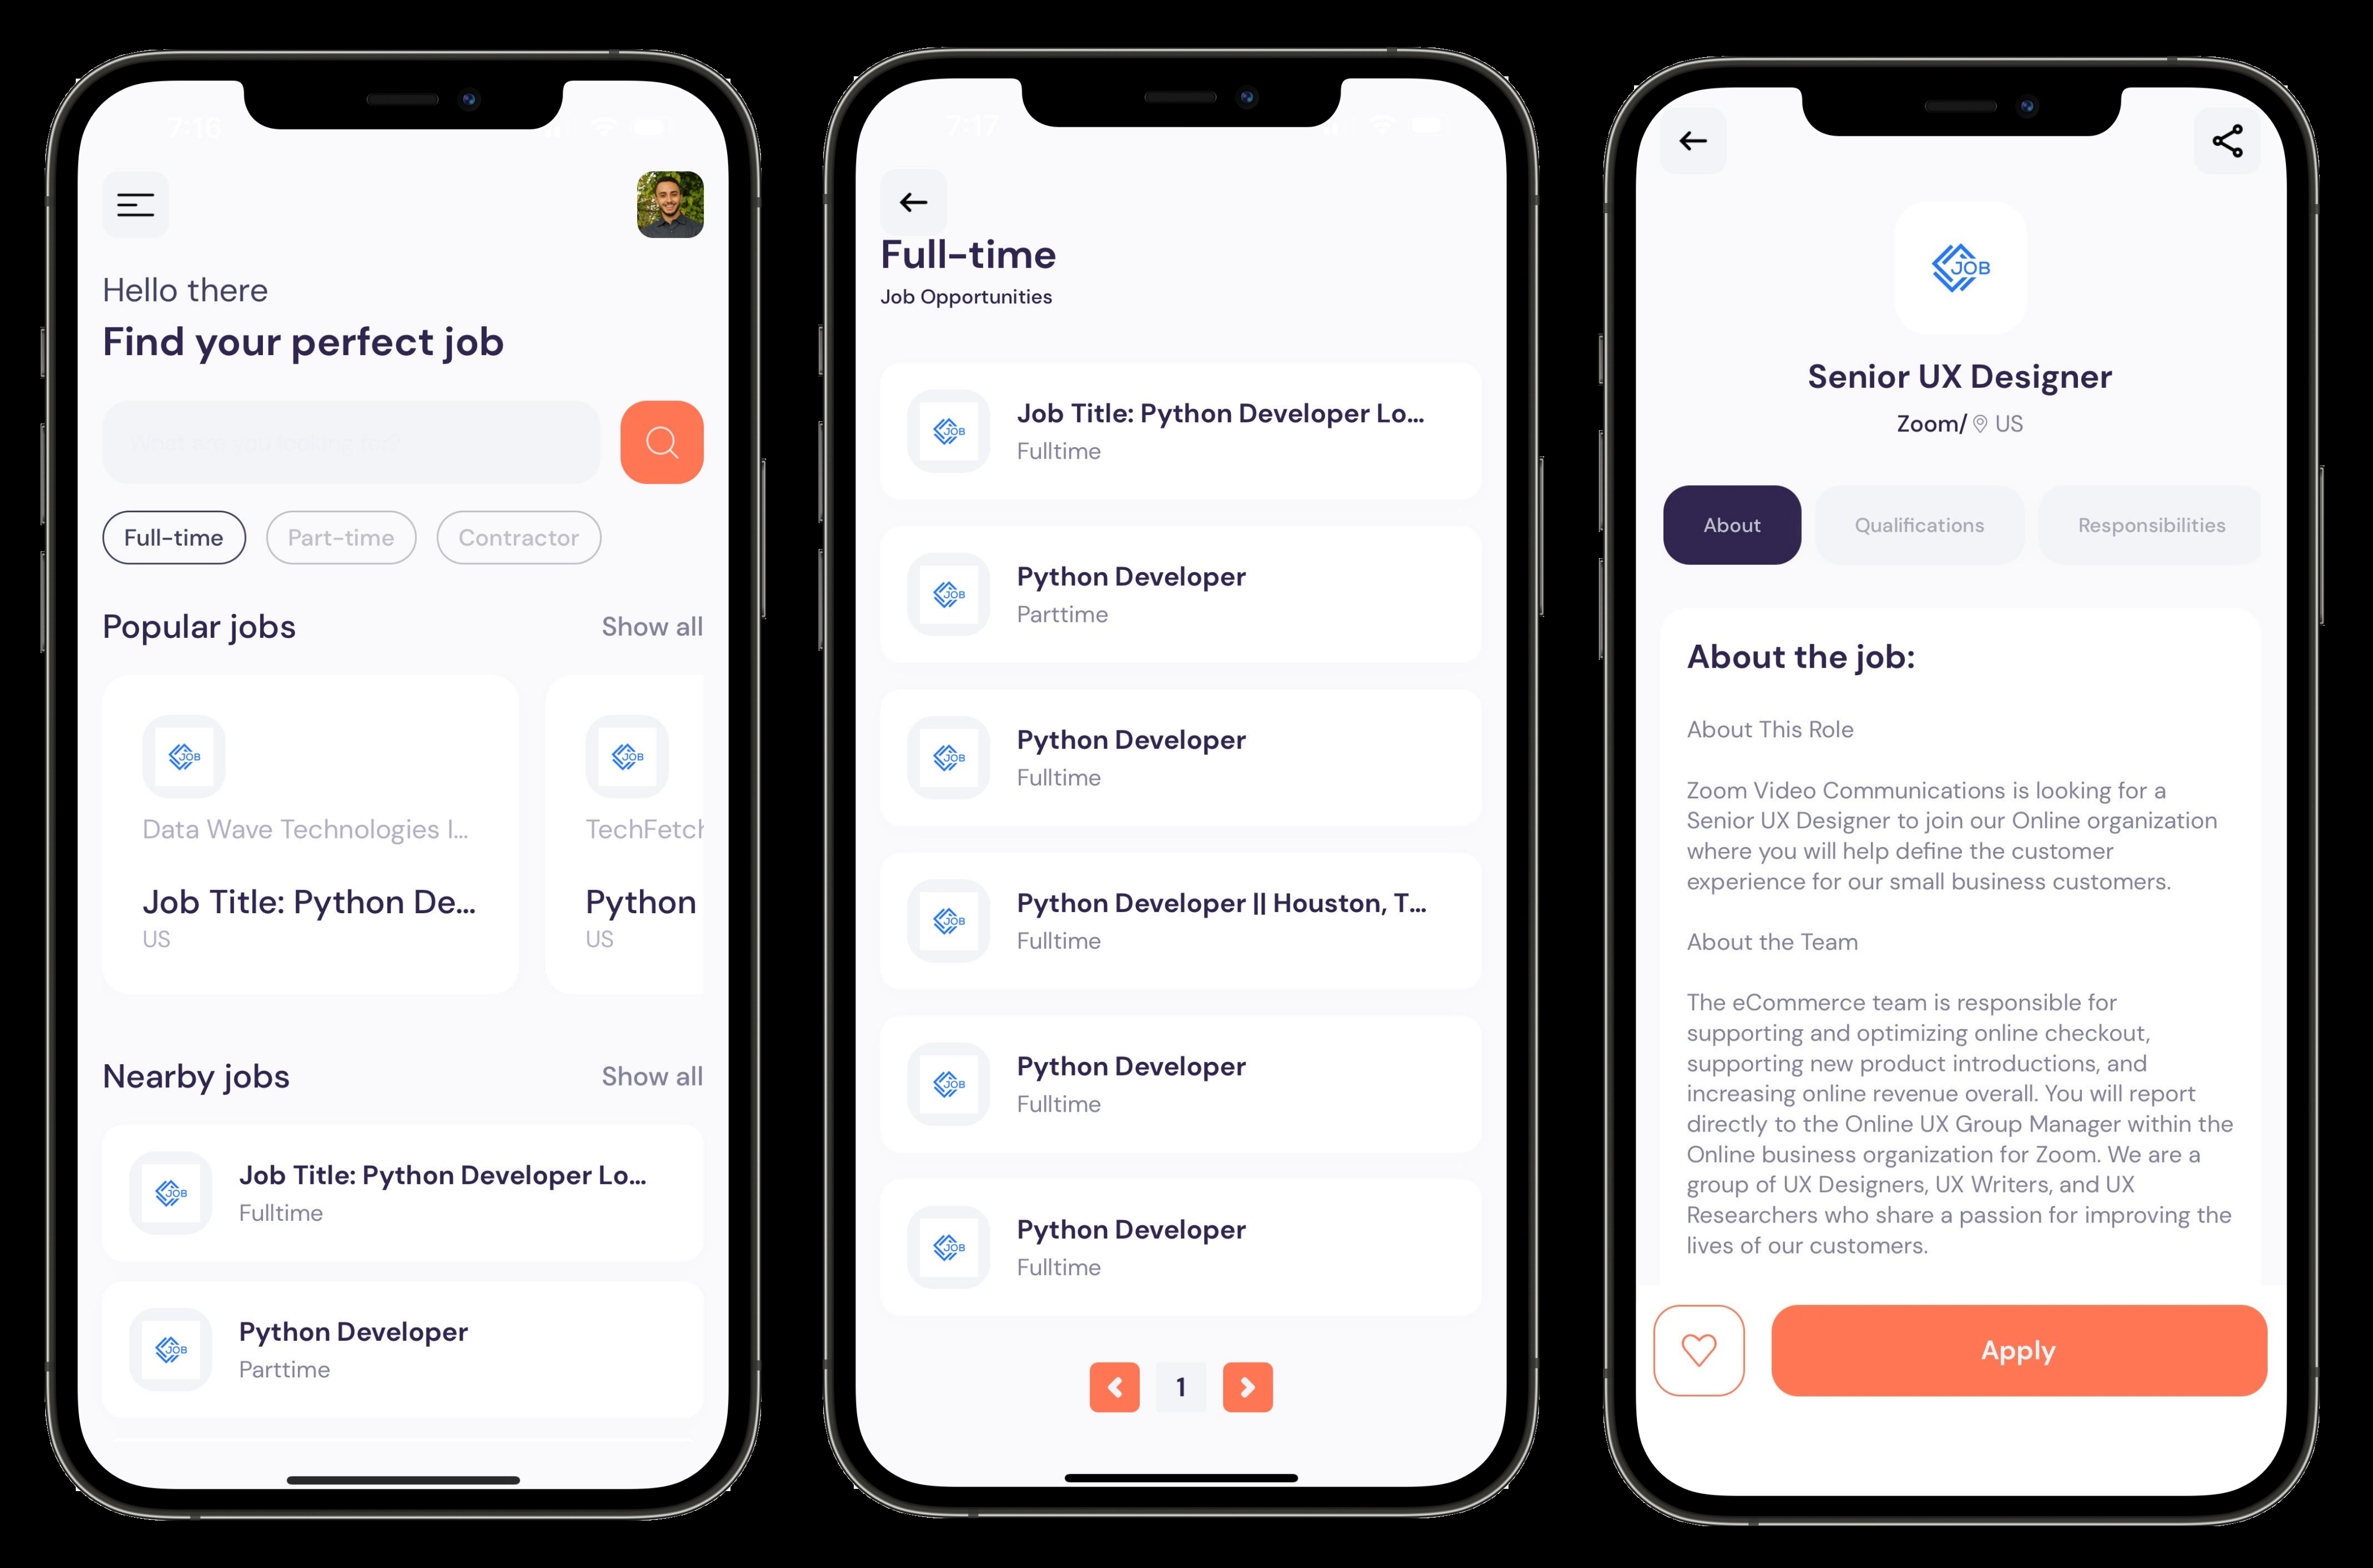 7:16
Hello there
Find your perfect job
What are you looking for?
Full-time
Part-time
Contractor
Popular jobs
Show all
JOB
Data Wave Technologies I...
Job Title: Python De...
US
JOB
TechFetch
Python
US
Nearby jobs
Show all
JOB
Job Title: Python Developer Lo...
Fulltime
JOB
Python Developer
Parttime
7:17
Full-time
Job Opportunities
JOB
Job Title: Python Developer Lo...
Fulltime
JOB
Python Developer
Parttime
JOB
Python Developer
Fulltime
JOB
Python Developer || Houston, T...
Fulltime
JOB
Python Developer
Fulltime
JOB
Python Developer
Fulltime
1
JOB
Senior UX Designer
Zoom/ US
About
Qualifications
Responsibilities
About the job:
About This Role
Zoom Video Communications is looking for a
Senior UX Designer to join our Online organization
where you will help define the customer
experience for our small business customers.
About the Team
The eCommerce team is responsible for
supporting and optimizing online checkout,
supporting new product introductions, and
increasing online revenue overall. You will report
directly to the Online UX Group Manager within the
Online business organization for Zoom. We are a
group of UX Designers, UX Writers, and UX
Researchers who share a passion for improving the
lives of our customers.
Apply